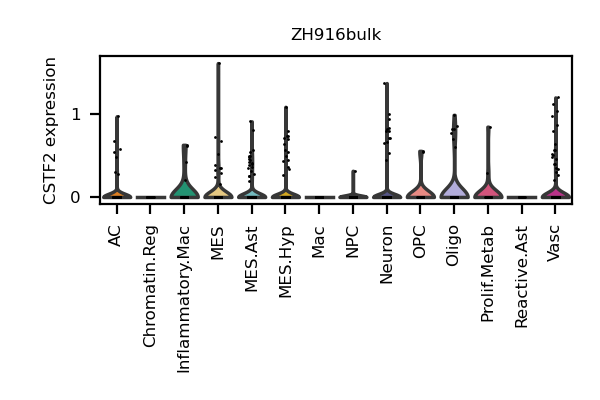 ZH916bulk
CSTF2 expression
1
0
AC
Chromatin.Reg
Inflammatory.Mac
MES
MES.Ast
MES.Hyp
Mac
NPC
Neuron
OPC
Oligo
Prolif.Metab
Reactive.Ast
Vasc